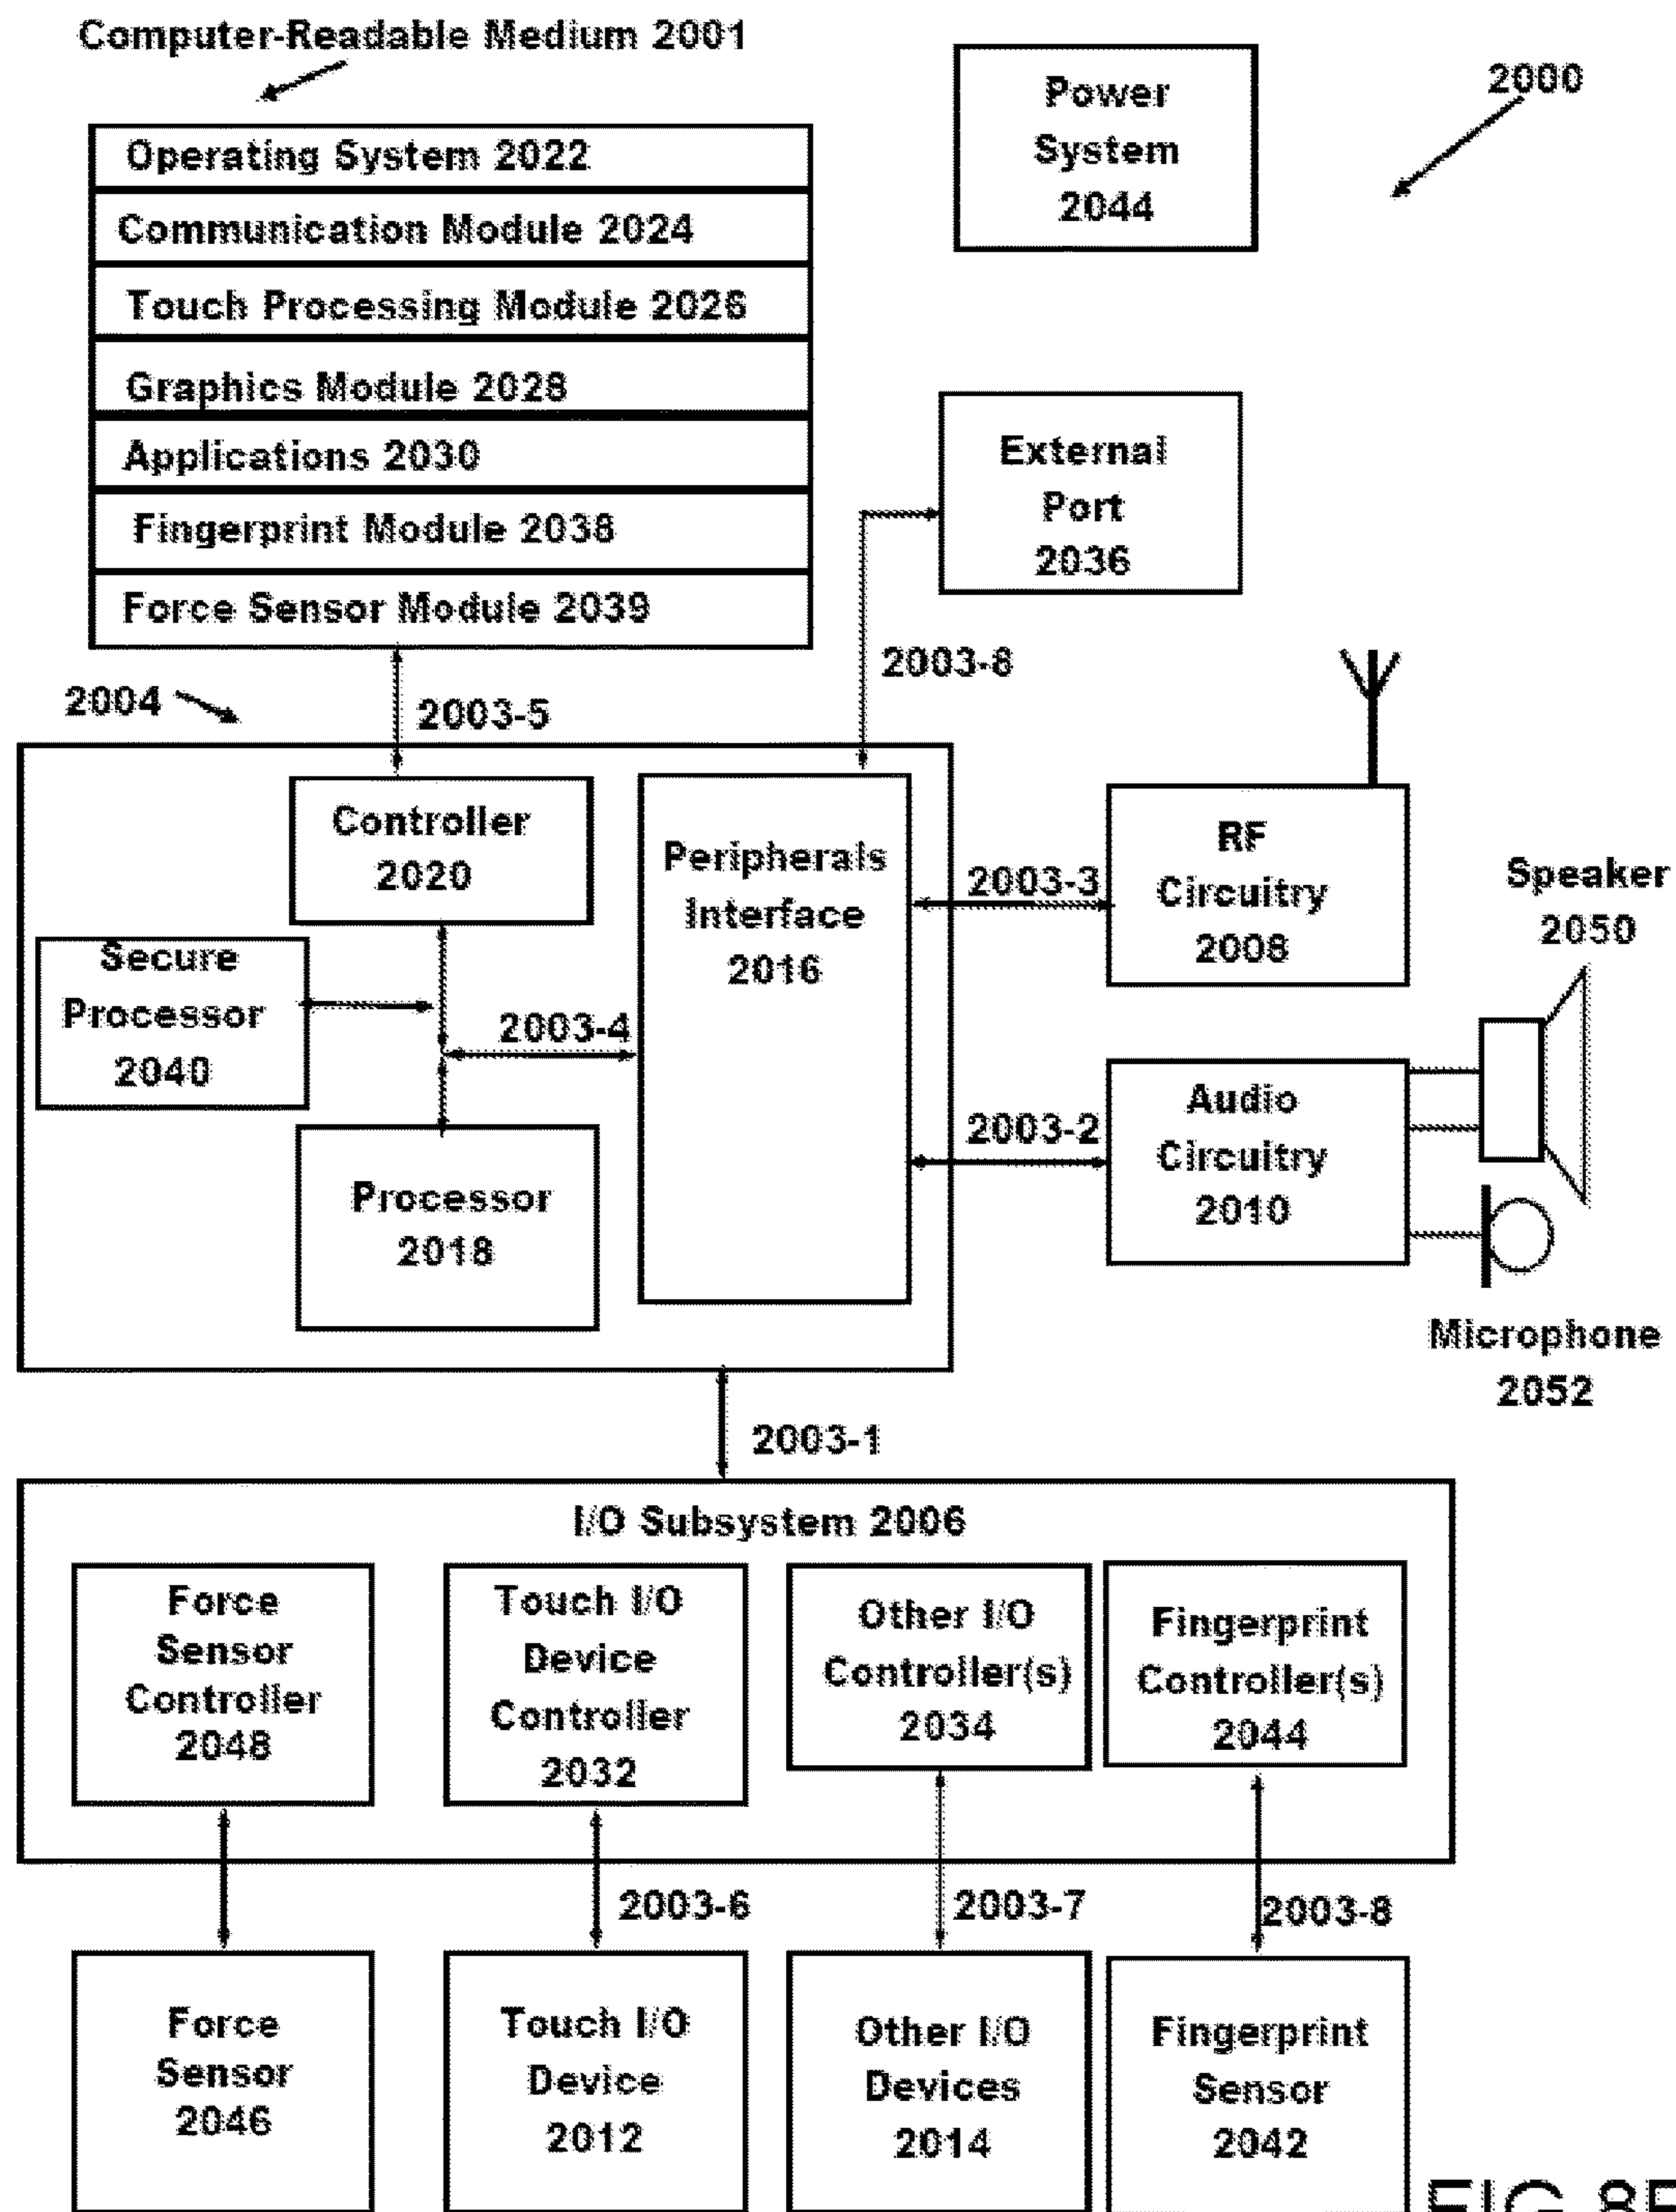 Computer-Readable Medium 2001
2000
Power
System
2044
Operating System 2022
Communication Module 2024
Touch Processing Module 2026
Graphics Module 2028
Applications 2030
Fingerprint Module 2038
Force Sensor Module 2039
External
Port
2036
2003-8
2004
2003-5
Controller
2020
Peripherals
Interface
2016
Secure
Processor
2040
2003-4
Processor
2018
2003-3
RF
Circuitry
2008
Speaker
2050
2003-2
Audio
Circuitry
2010
Microphone
2052
2003-1
I/O Subsystem 2006
Force
Sensor
Controller
2048
Touch I/O
Device
Controller
2032
Other I/O
Controller(s)
2034
Fingerprint
Controller(s)
2044
2003-6
2003-7
2003-8
Force
Sensor
2046
Touch I/O
Device
2012
Other I/O
Devices
2014
Fingerprint
Sensor
2042